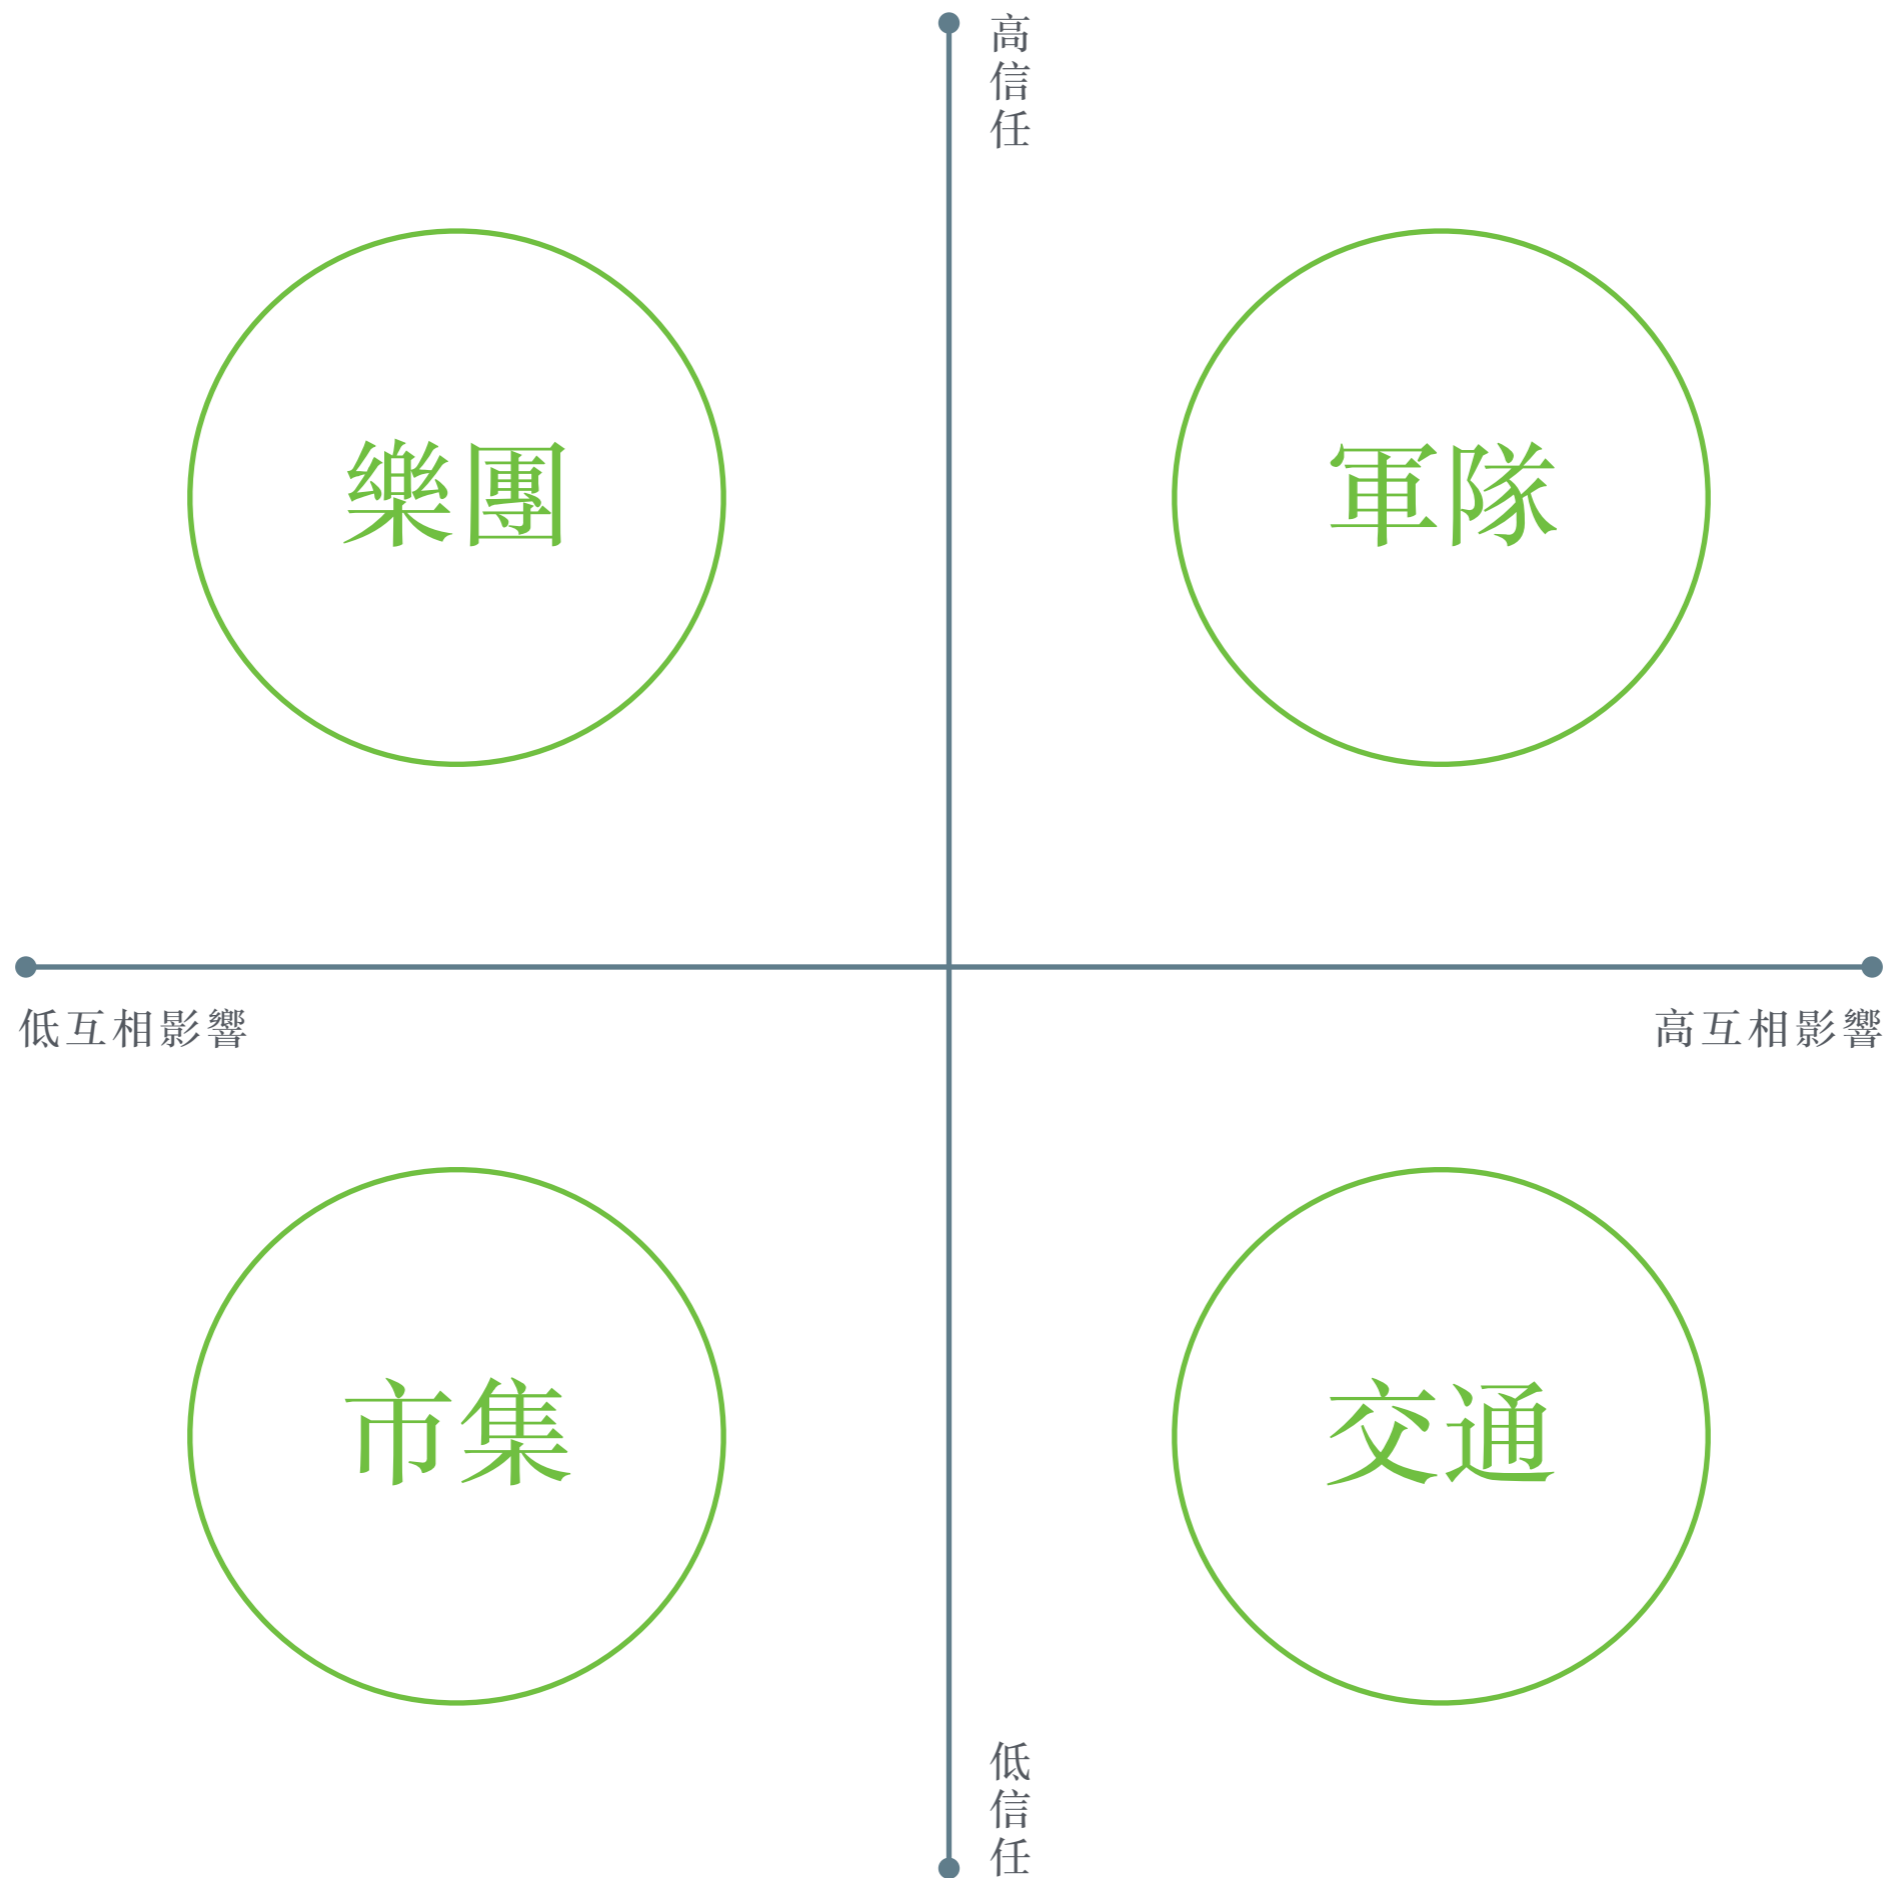 高信任
樂團
軍隊
低互相影響
高互相影響
市集
交通
低信任